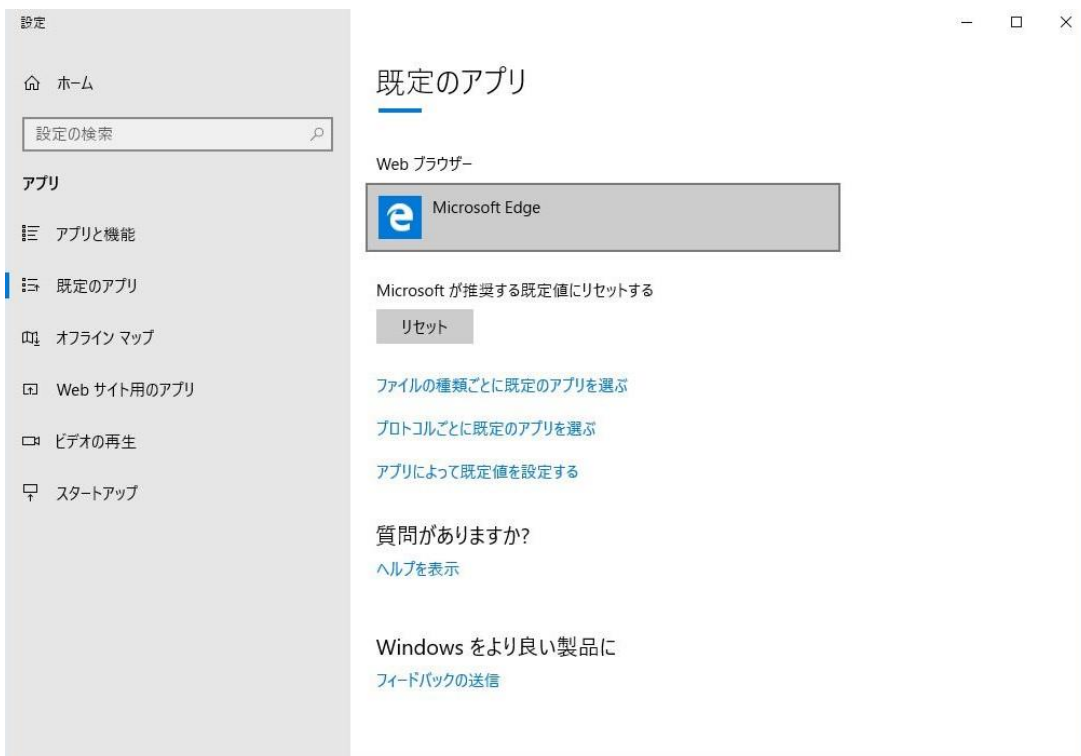 設定
ホーム
設定の検索
アプリ
アプリと機能
既定のアプリ
オフライン マップ
Web サイト用のアプリ
ビデオの再生
スタートアップ
既定のアプリ
Web ブラウザー
Microsoft Edge
Microsoft が推奨する既定値にリセットする
リセット
ファイルの種類ごとに既定のアプリを選ぶ
プロトコルごとに既定のアプリを選ぶ
アプリによって既定値を設定する
質問がありますか?
ヘルプを表示
Windows をより良い製品に
フィードバックの送信